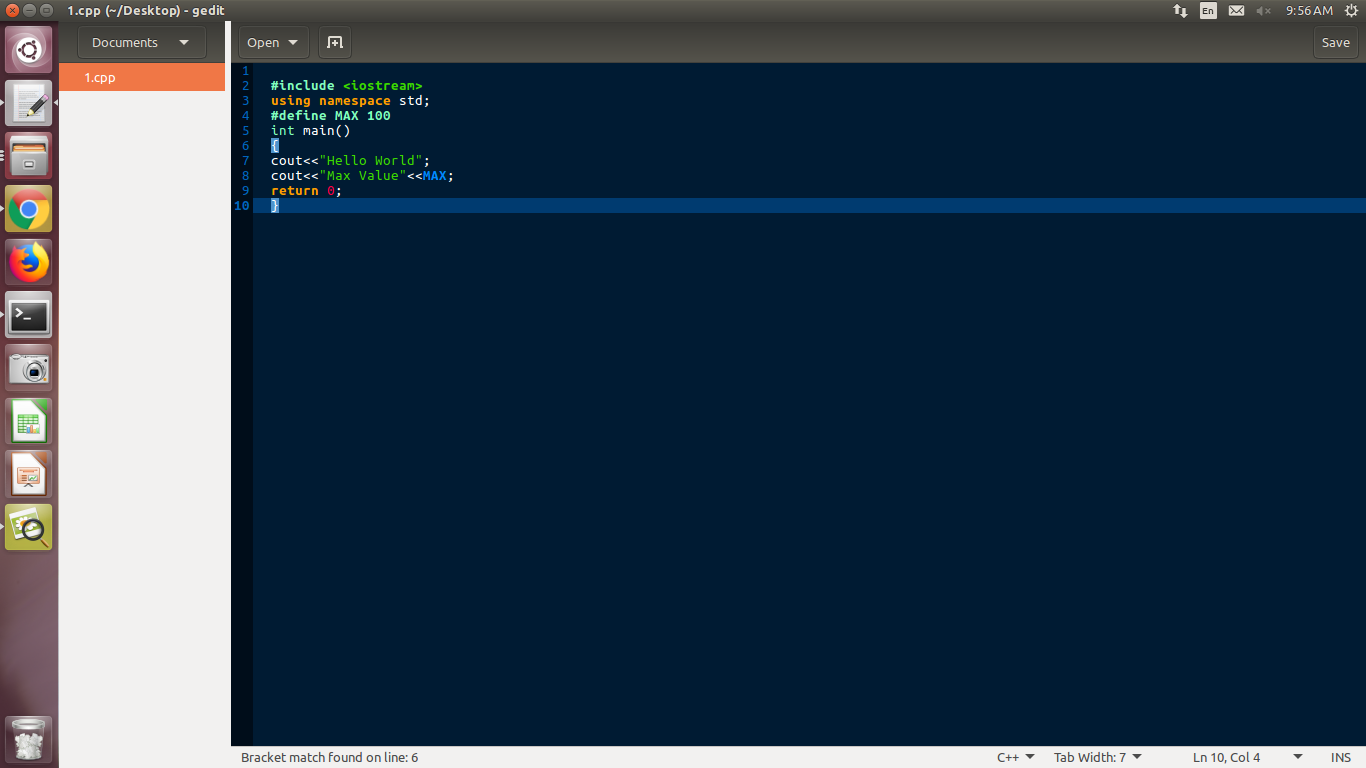 1.cpp (~/Desktop) - gedit
En
9:56 AM
Documents
Open
Save
1.cpp
1
2 #include <iostream>
3 using namespace std;
4 #define MAX 100
5 int main()
6 {
7 cout<<"Hello World";
8 cout<<"Max Value"<<MAX;
9 return 0;
10 }
Bracket match found on line: 6
C++
Tab Width: 7
Ln 10, Col 4
INS